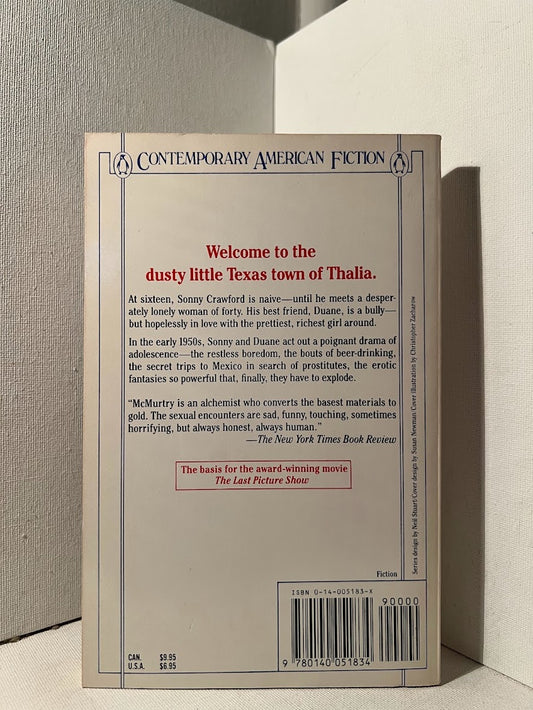 CONTEMPORARY AMERICAN FICTION
Welcome to the
dusty little Texas town of Thalia.
At sixteen, Sonny Crawford is naive—until he meets a desper-
ately lonely woman of forty. His best friend, Duane, is a bully—
but hopelessly in love with the prettiest, richest girl around.
In the early 1950s, Sonny and Duane act out a poignant drama of
adolescence—the restless boredom, the bouts of beer-drinking,
the secret trips to Mexico in search of prostitutes, the erotic
fantasies so powerful that, finally, they have to explode.
"McMurtry is an alchemist who converts the basest materials to
gold. The sexual encounters are sad, funny, touching, sometimes
horrifying, but always honest, always human."
—The New York Times Book Review
The basis for the award-winning movie
The Last Picture Show
Series design by Neil Stuart/Cover design by Susan Newman/Cover Illustration by Christopher Zacharow
Fiction
ISBN 0-14-005183-X
90000
9 780140 051834
CAN. $9.95
U.S.A. $6.95